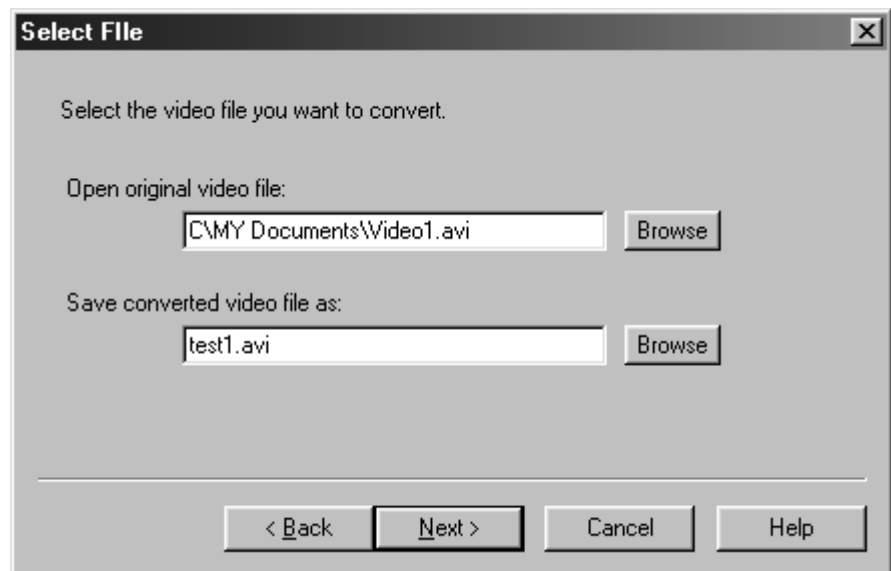 Select FIle
Select the video file you want to convert.
Open original video file:
C\MY Documents\Video1.avi
Browse
Save converted video file as:
test1.avi
Browse
< Back
Next >
Cancel
Help